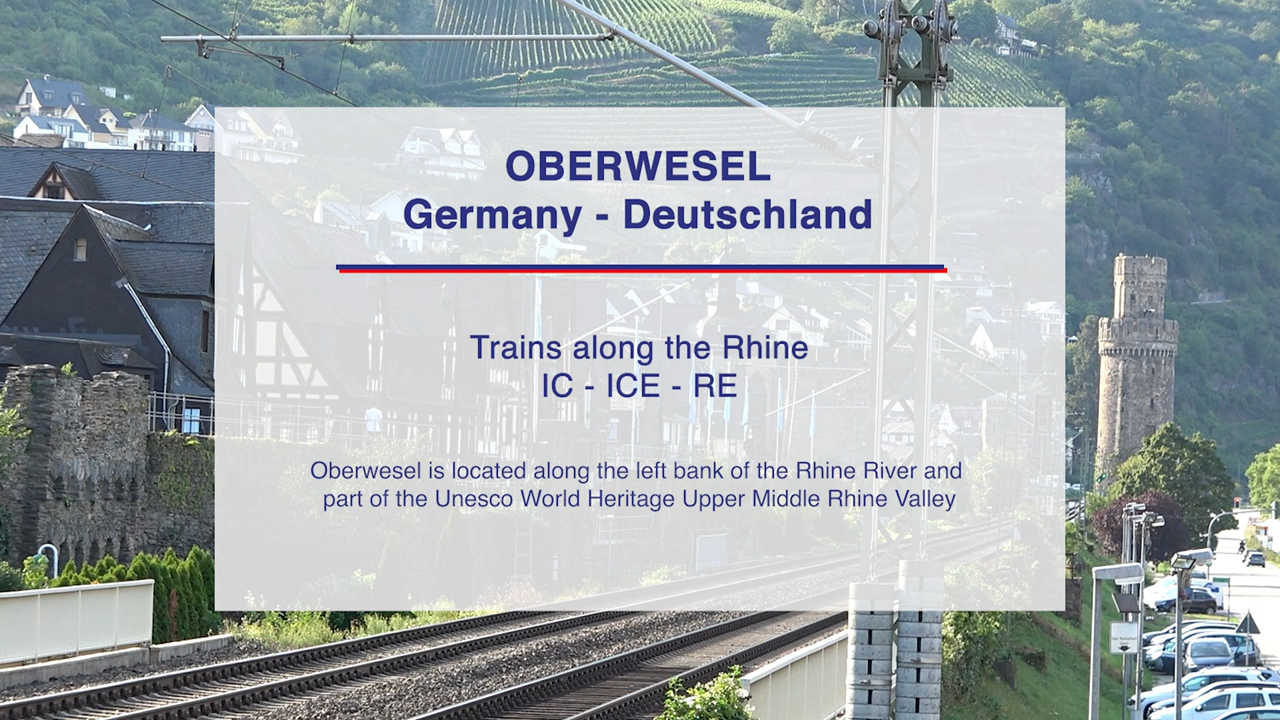 OBERWESEL
Germany - Deutschland
Trains along the Rhine
IC - ICE - RE
Oberwesel is located along the left bank of the Rhine River and
part of the Unesco World Heritage Upper Middle Rhine Valley